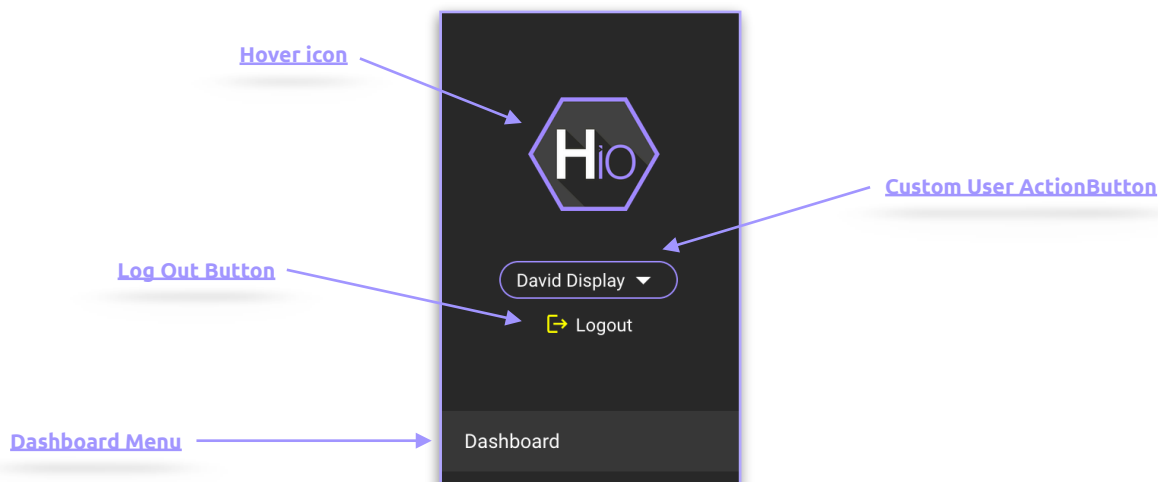 Hover icon
Hio
Custom User ActionButton
Log Out Button
David Display
Logout
Dashboard Menu
Dashboard